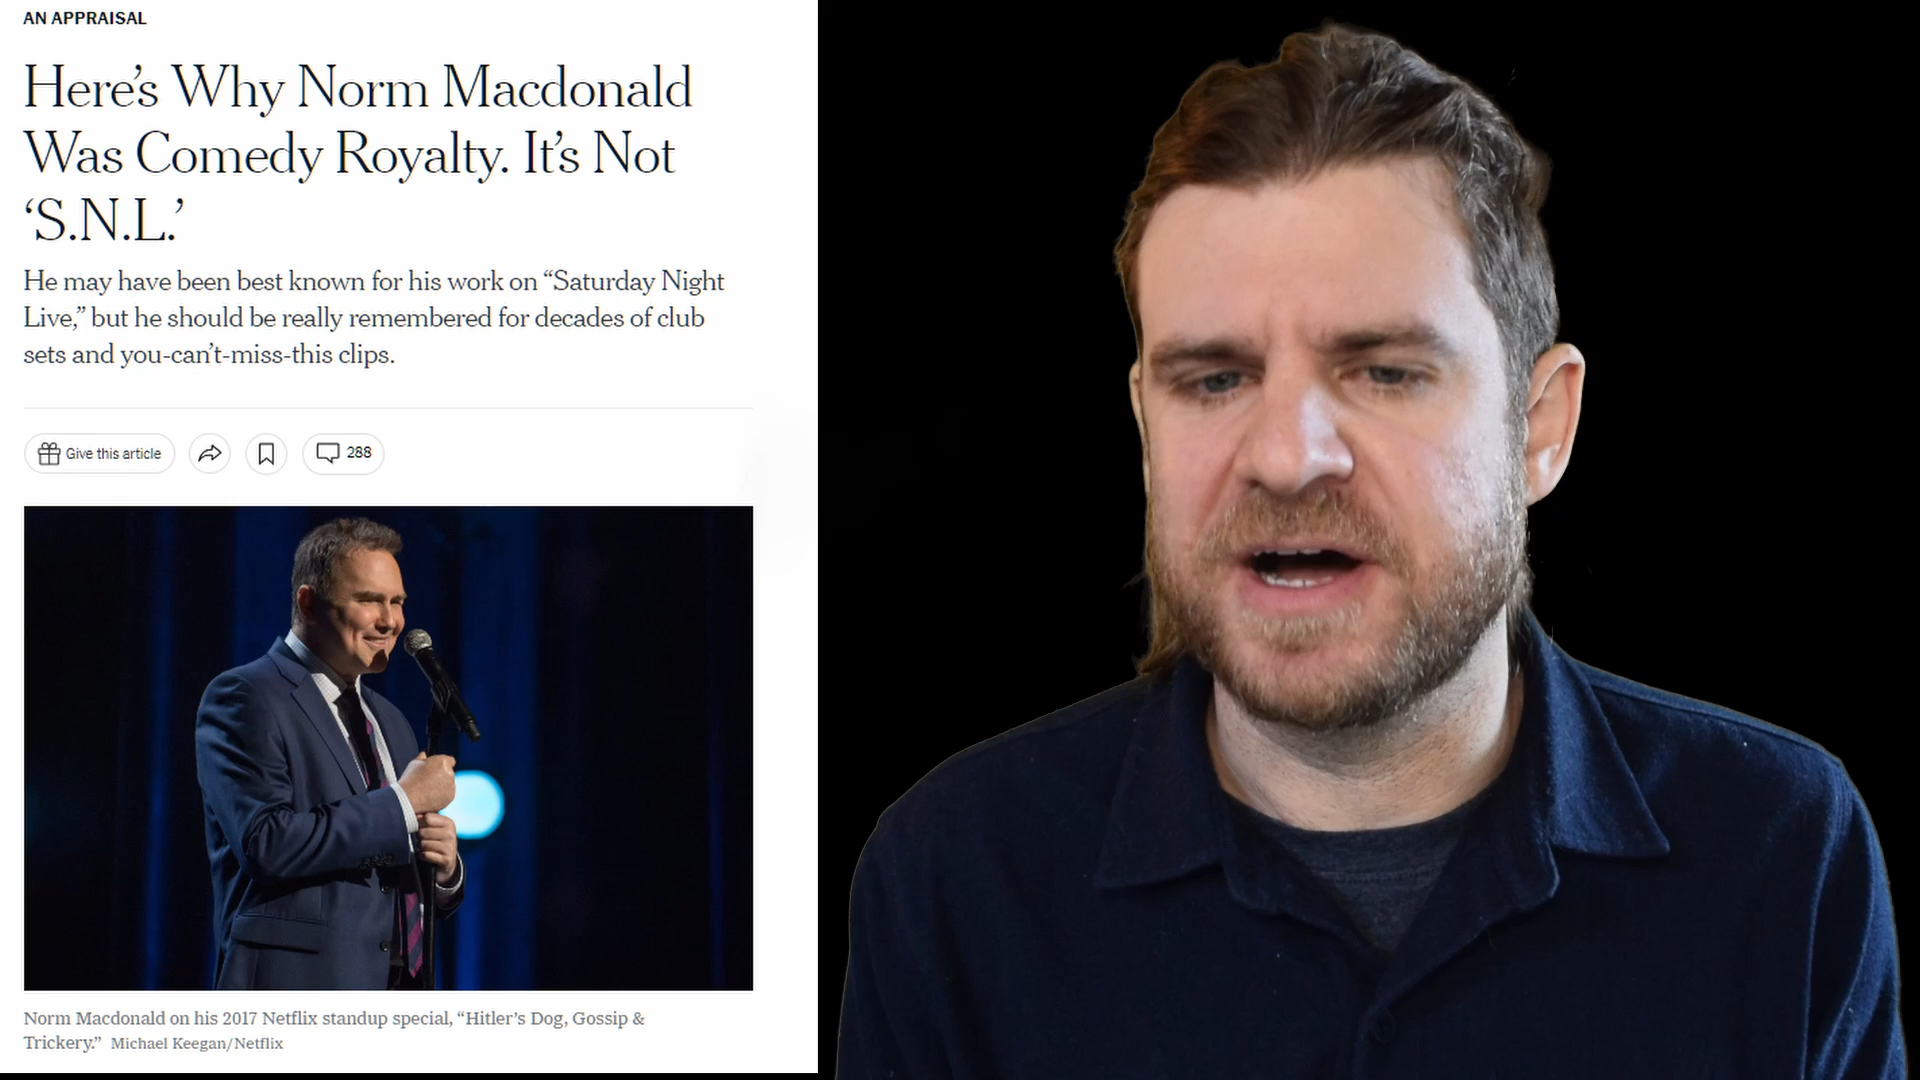 AN APPRAISAL
Here’s Why Norm Macdonald
Was Comedy Royalty. It’s Not
‘S.N.L.’
He may have been best known for his work on “Saturday Night
Live,” but he should be really remembered for decades of club
sets and you-can’t-miss-this clips.
Give this article
288
Norm Macdonald on his 2017 Netflix standup special, “Hitler’s Dog, Gossip &
Trickery.” Michael Keegan/Netflix